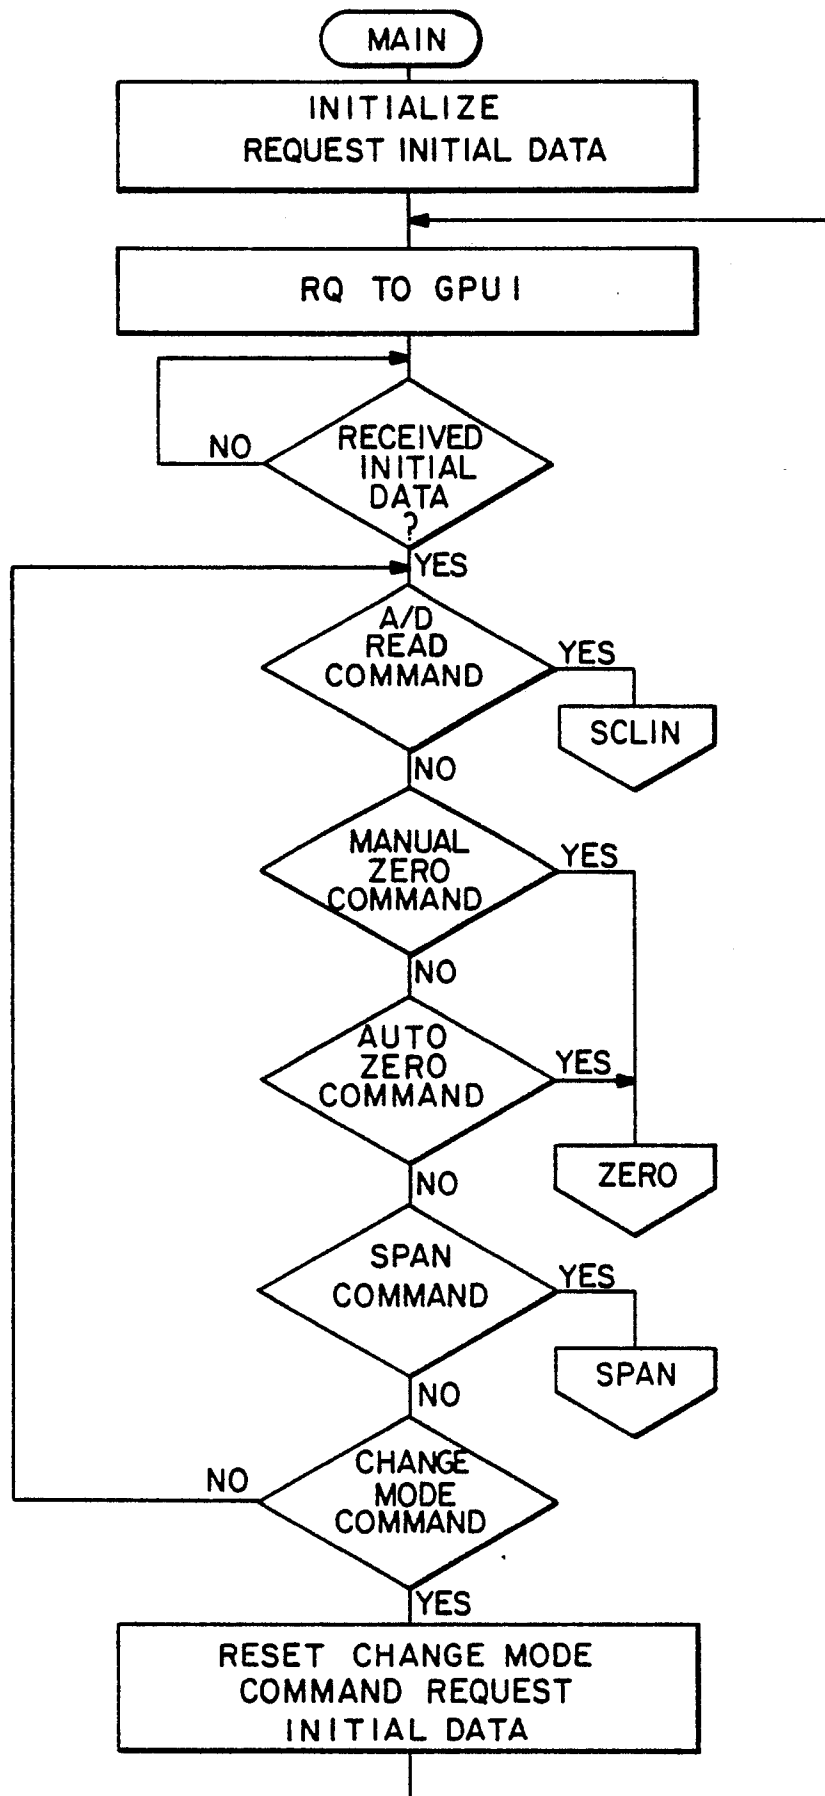 MAIN
INITIALIZE
REQUEST INITIAL DATA
RQ TO GPU1
NO
RECEIVED
INITIAL
DATA
?
YES
A/D
READ
COMMAND
YES
SCLIN
NO
MANUAL
ZERO
COMMAND
YES
NO
AUTO
ZERO
COMMAND
YES
ZERO
NO
SPAN
COMMAND
YES
SPAN
NO
CHANGE
MODE
COMMAND
NO
YES
RESET CHANGE MODE
COMMAND REQUEST
INITIAL DATA